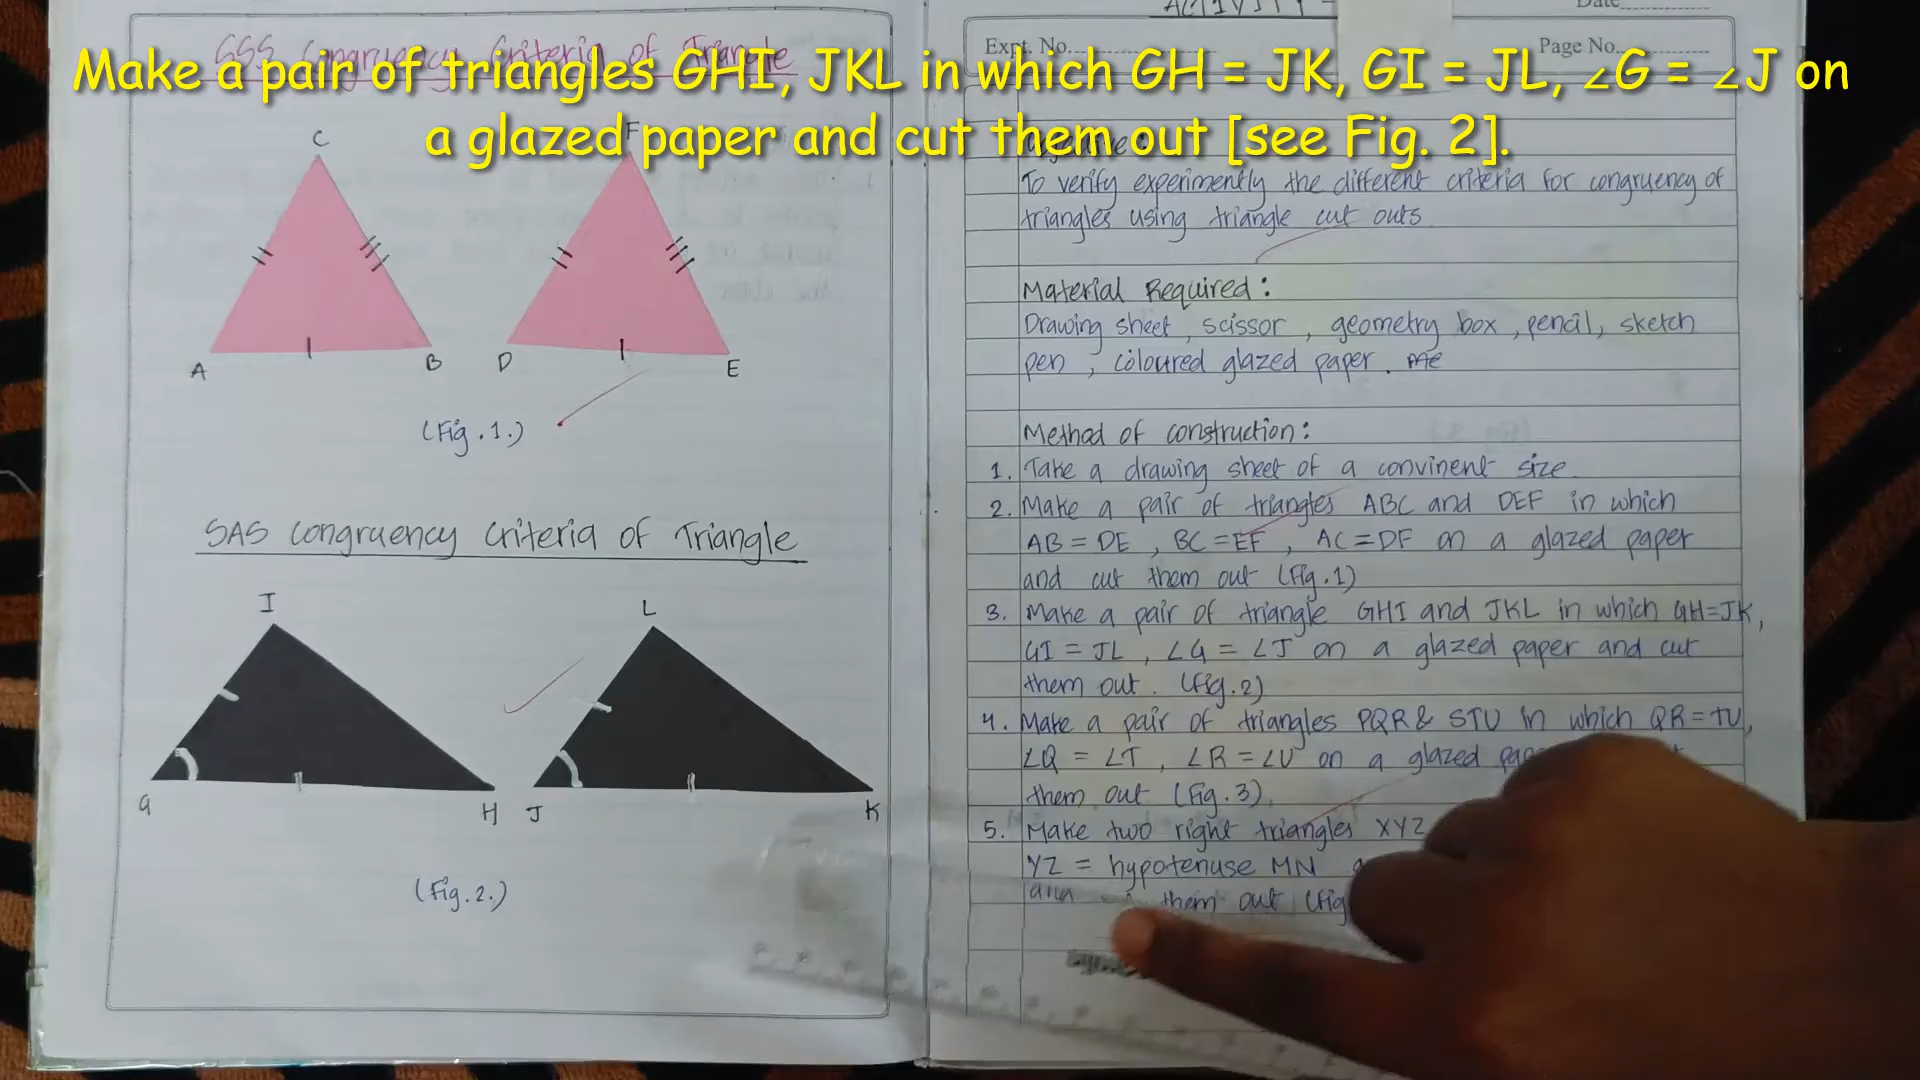 Make a pair of triangles GHI, JKL in which GH = JK, GI = JL, ∠G = ∠J on
a glazed paper and cut them out [see Fig. 2].
SSS Congruency Criteria of Triangle
C
F
A
B
D
E
(Fig.1.)
SAS Congruency Criteria of Triangle
I
L
G
H
J
K
(Fig.2.)
ACTIVITY
Date
Expt. No.
Page No.
To verify experimently the different criteria for congruency of
triangles using triangle cut outs
Material Required:
Drawing sheet, scissor, geometry box, pencil, sketch
pen, coloured glazed paper.
Method of construction:
1. Take a drawing sheet of a convinent size
2. Make a pair of triangles ABC and DEF in which
AB = DE, BC = EF, AC = DF on a glazed paper
and cut them out (Fig.1)
3. Make a pair of triangle GHI and JKL in which GH=JK,
GI = JL, ∠G = ∠J on a glazed paper and cut
them out. (Fig.2)
4. Make a pair of triangles PQR & STU in which QR = TU,
∠Q = ∠T, ∠R = ∠U on a glazed
them out (Fig.3)
5. Make two right triangles XYZ
YZ = hypotenuse MN
them out (Fig